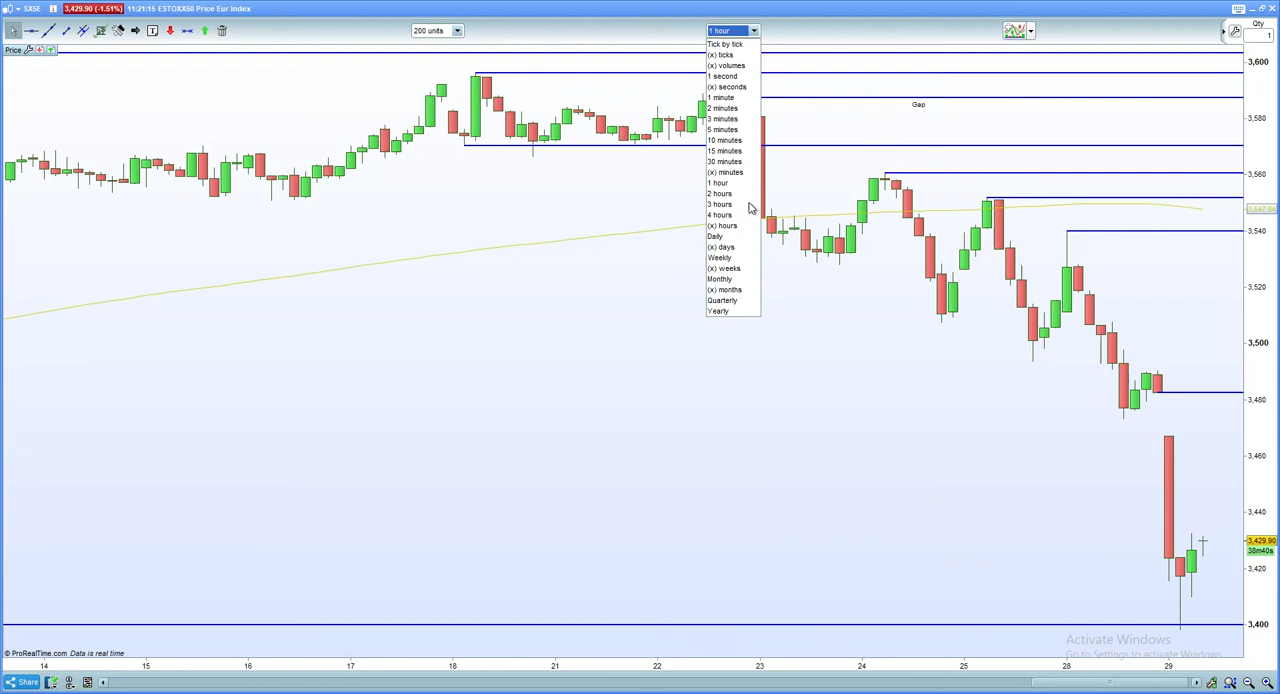 SX5E 3,429.90 (-1.51%) 11:21:15 ESTOXX50 Price Eur Index
200 units
1 hour
Qty
1
Price
Tick by tick
(x) ticks
(x) volumes
1 second
(x) seconds
1 minute
2 minutes
3 minutes
5 minutes
10 minutes
15 minutes
30 minutes
(x) minutes
1 hour
2 hours
3 hours
4 hours
(x) hours
Daily
(x) days
Weekly
(x) weeks
Monthly
(x) months
Quarterly
Yearly
Gap
3,600
3,580
3,560
3,547.84
3,540
3,520
3,500
3,480
3,460
3,440
3,429.90
38m40s
3,420
3,400
Activate Windows
Go to Settings to activate Windows.
© ProRealTime.com Data is real time
14 15 16 17 18 21 22 23 24 25 28 29
Share